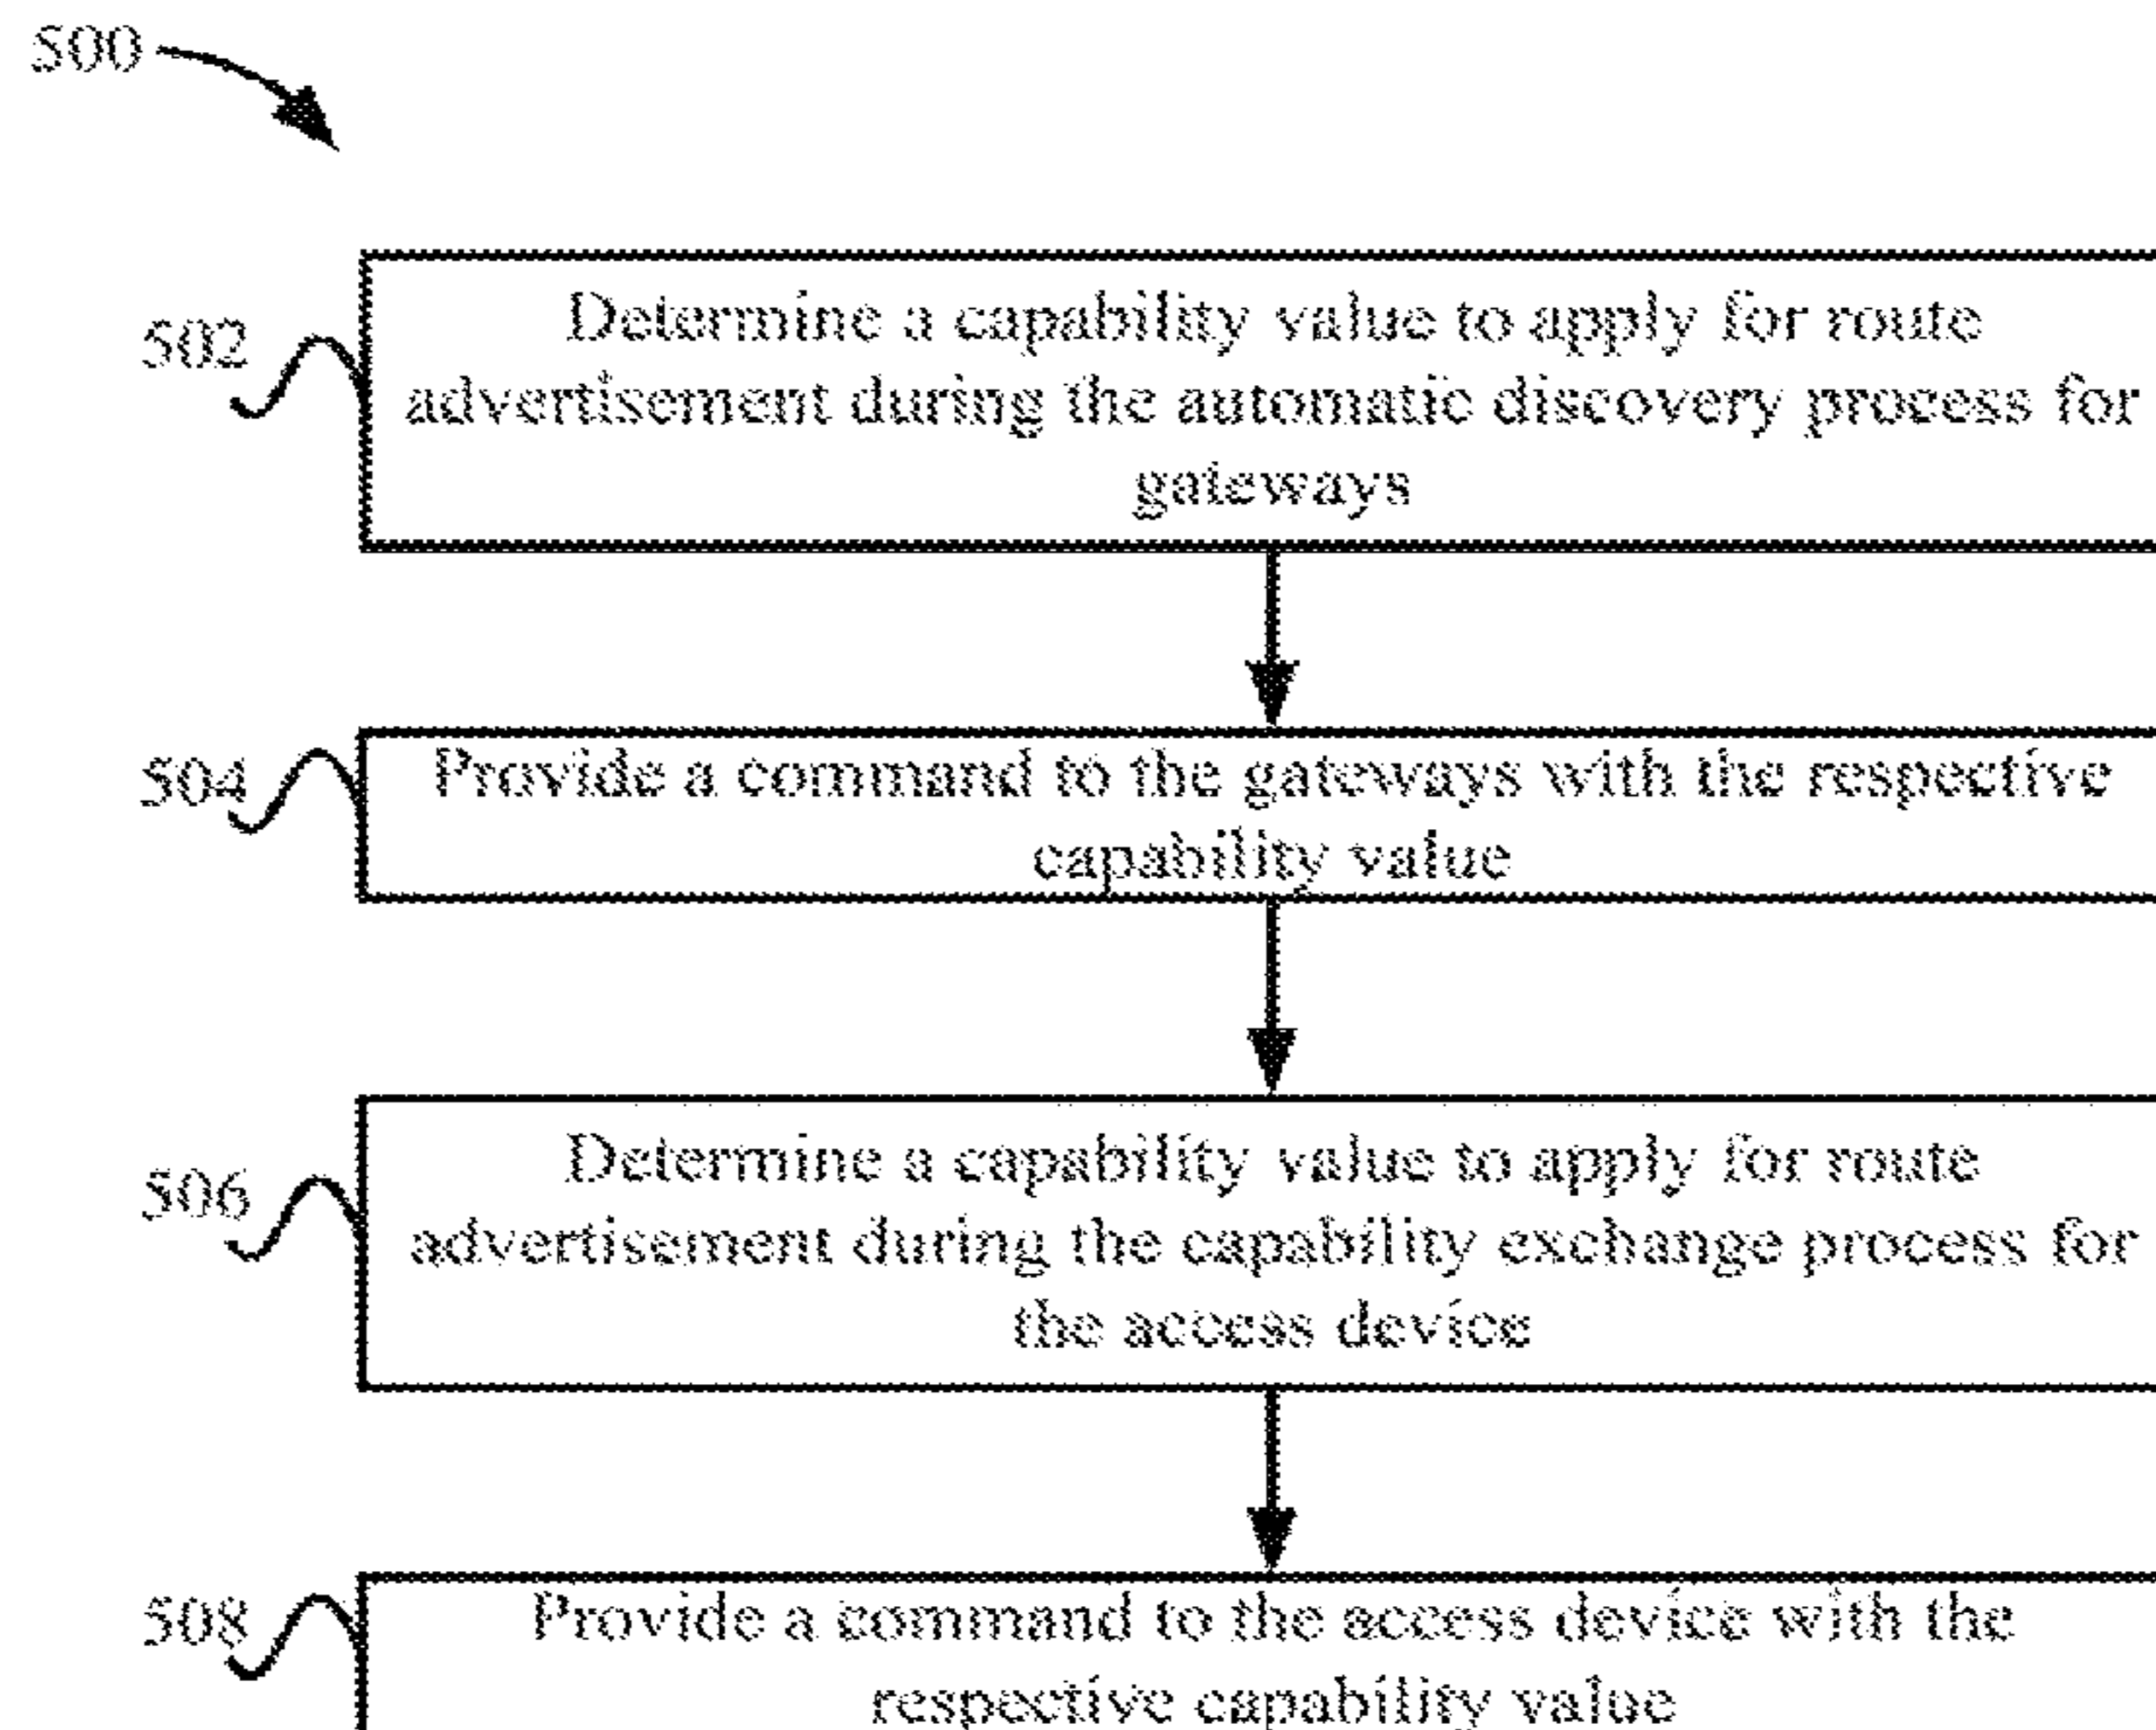 500
502
Determine a capability value to apply for route
advertisement during the automatic discovery process for
gateways
504
Provide a command to the gateways with the respective
capability value
506
Determine a capability value to apply for route
advertisement during the capability exchange process for
the access device
508
Provide a command to the access device with the
respective capability value